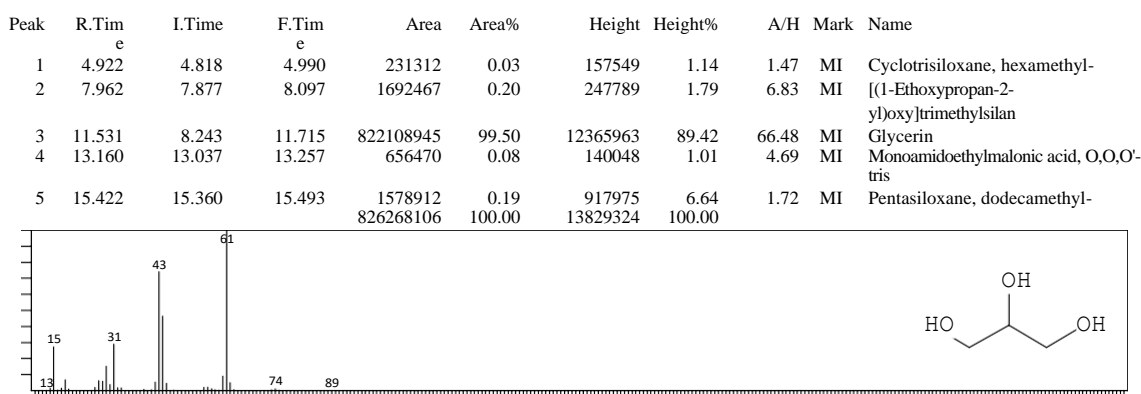 Peak R.Tim I.Time F.Tim Area Area% Height Height% A/H Mark Name
e e
1 4.922 4.818 4.990 231312 0.03 157549 1.14 1.47 MI Cyclotrisiloxane, hexamethyl-
2 7.962 7.877 8.097 1692467 0.20 247789 1.79 6.83 MI [(1-Ethoxypropan-2-
yl)oxy]trimethylsilan
3 11.531 8.243 11.715 822108945 99.50 12365963 89.42 66.48 MI Glycerin
4 13.160 13.037 13.257 656470 0.08 140048 1.01 4.69 MI Monoamidoethylmalonic acid, O,O,O'-
tris
5 15.422 15.360 15.493 1578912 0.19 917975 6.64 1.72 MI Pentasiloxane, dodecamethyl-
826268106 100.00 13829324 100.00
61
43
OH
HO OH
15 31
13 74 89